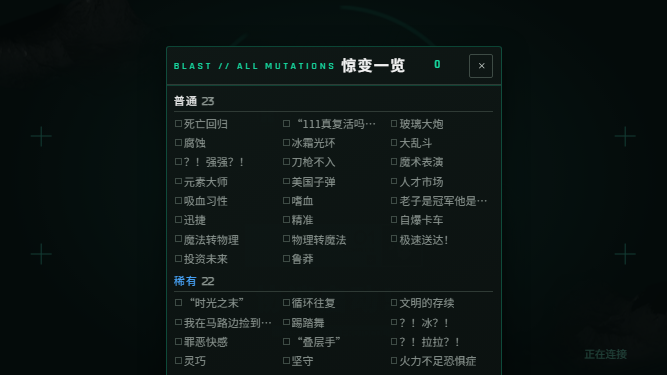 BLAST // ALL MUTATIONS 惊变一览 0 ×
普通 23
死亡回归 “111真复活吗… 玻璃大炮
腐蚀 冰霜光环 大乱斗
？！强强？！ 刀枪不入 魔术表演
元素大师 美国子弹 人才市场
吸血习性 嗜血 老子是冠军他是…
迅捷 精准 自爆卡车
魔法转物理 物理转魔法 极速送达！
投资未来 鲁莽
稀有 22
“时光之末” 循环往复 文明的存续
我在马路边捡到… 踢踏舞 ？！冰？！
罪恶快感 “叠层手” ？！拉拉？！
灵巧 坚守 火力不足恐惧症
正在连接